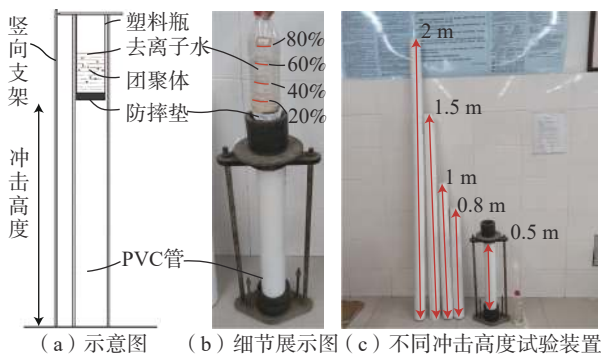 竖向支架
塑料瓶
去离子水
团聚体
防摔垫
冲击高度
PVC管
(a)示意图
80%
60%
40%
20%
(b)细节展示图
2 m
1.5 m
1 m
0.8 m
0.5 m
(c)不同冲击高度试验装置